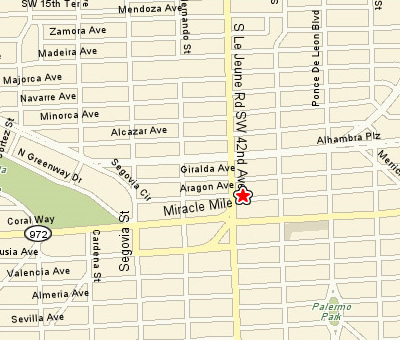 SW 15th Terr
Mendoza Ave
Zamora Ave
Madeira Ave
Majorca Ave
Navarre Ave
Minorca Ave
Alcazar Ave
N Greenway Dr
Segovia Cir
Giralda Ave
Aragon Ave
Miracle Mile
Coral Way
972
Valencia Ave
Almeria Ave
Sevilla Ave
Cardena St
Segovia St
S Le Jeune Rd SW 42nd Ave
Ponce De Leon Blvd
Alhambra Plz
Palermo
Park